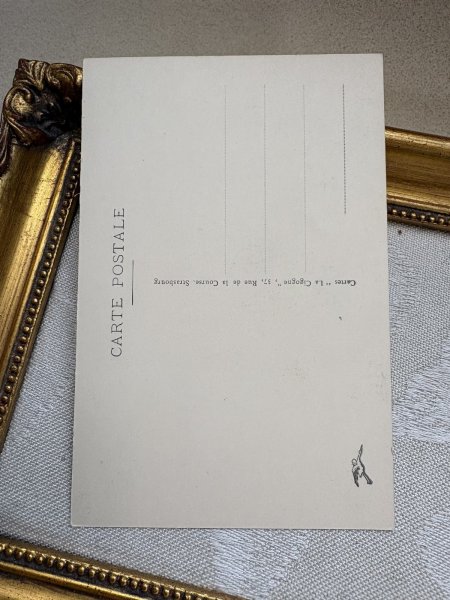 CARTE POSTALE
Cartes "La Cigogne", 37, Rue de la Course. Strasbourg